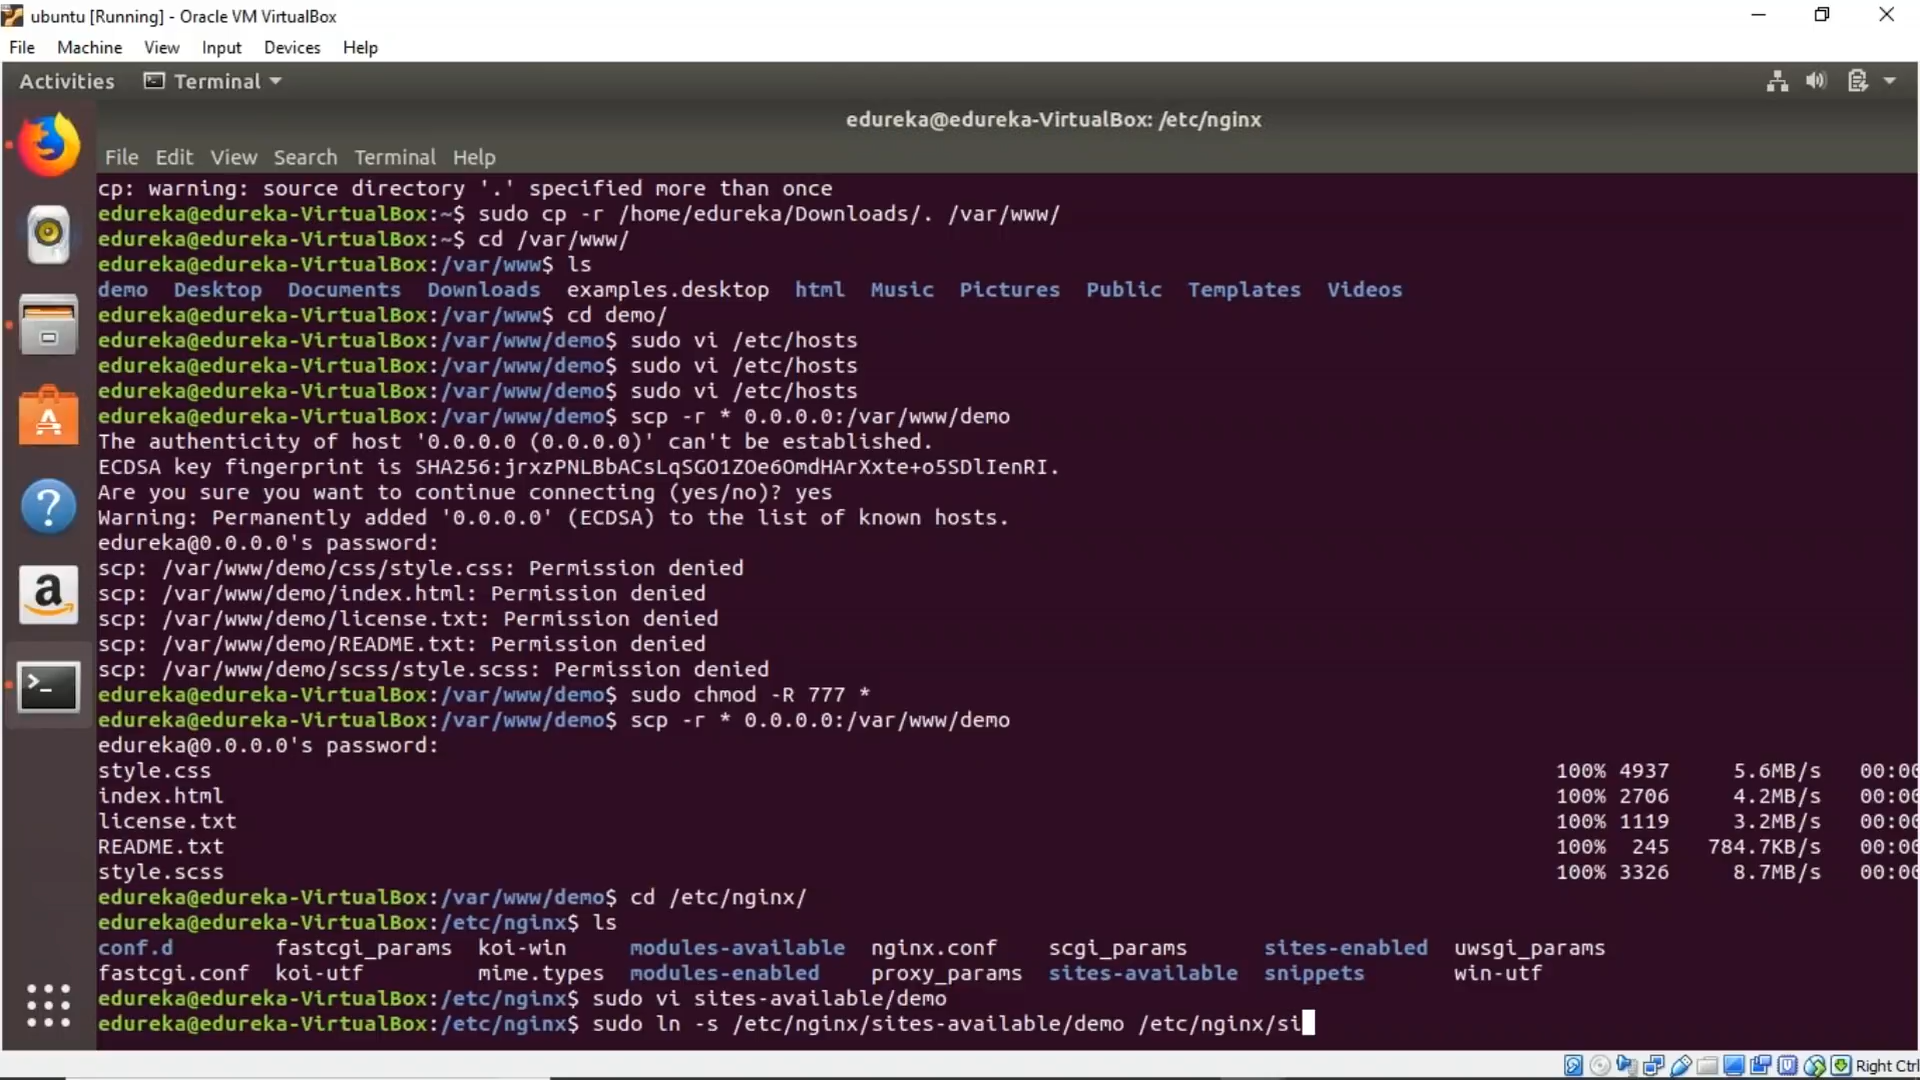 ubuntu [Running] - Oracle VM VirtualBox
File Machine View Input Devices Help
Activities Terminal
edureka@edureka-VirtualBox: /etc/nginx
File Edit View Search Terminal Help
cp: warning: source directory '.' specified more than once
edureka@edureka-VirtualBox:~$ sudo cp -r /home/edureka/Downloads/. /var/www/
edureka@edureka-VirtualBox:~$ cd /var/www/
edureka@edureka-VirtualBox:/var/www$ ls
demo Desktop Documents Downloads examples.desktop html Music Pictures Public Templates Videos
edureka@edureka-VirtualBox:/var/www$ cd demo/
edureka@edureka-VirtualBox:/var/www/demo$ sudo vi /etc/hosts
edureka@edureka-VirtualBox:/var/www/demo$ sudo vi /etc/hosts
edureka@edureka-VirtualBox:/var/www/demo$ sudo vi /etc/hosts
edureka@edureka-VirtualBox:/var/www/demo$ scp -r * 0.0.0.0:/var/www/demo
The authenticity of host '0.0.0.0 (0.0.0.0)' can't be established.
ECDSA key fingerprint is SHA256:jrxzPNLBbACsLqSGO1ZOe6OmdHArXxte+o5SDlIenRI.
Are you sure you want to continue connecting (yes/no)? yes
Warning: Permanently added '0.0.0.0' (ECDSA) to the list of known hosts.
edureka@0.0.0.0's password:
scp: /var/www/demo/css/style.css: Permission denied
scp: /var/www/demo/index.html: Permission denied
scp: /var/www/demo/license.txt: Permission denied
scp: /var/www/demo/README.txt: Permission denied
scp: /var/www/demo/scss/style.scss: Permission denied
edureka@edureka-VirtualBox:/var/www/demo$ sudo chmod -R 777 *
edureka@edureka-VirtualBox:/var/www/demo$ scp -r * 0.0.0.0:/var/www/demo
edureka@0.0.0.0's password:
style.css 100% 4937 5.6MB/s 00:00
index.html 100% 2706 4.2MB/s 00:00
license.txt 100% 1119 3.2MB/s 00:00
README.txt 100% 245 784.7KB/s 00:00
style.scss 100% 3326 8.7MB/s 00:00
edureka@edureka-VirtualBox:/var/www/demo$ cd /etc/nginx/
edureka@edureka-VirtualBox:/etc/nginx$ ls
conf.d fastcgi_params koi-win modules-available nginx.conf scgi_params sites-enabled uwsgi_params
fastcgi.conf koi-utf mime.types modules-enabled proxy_params sites-available snippets win-utf
edureka@edureka-VirtualBox:/etc/nginx$ sudo vi sites-available/demo
edureka@edureka-VirtualBox:/etc/nginx$ sudo ln -s /etc/nginx/sites-available/demo /etc/nginx/si
Right Ctrl